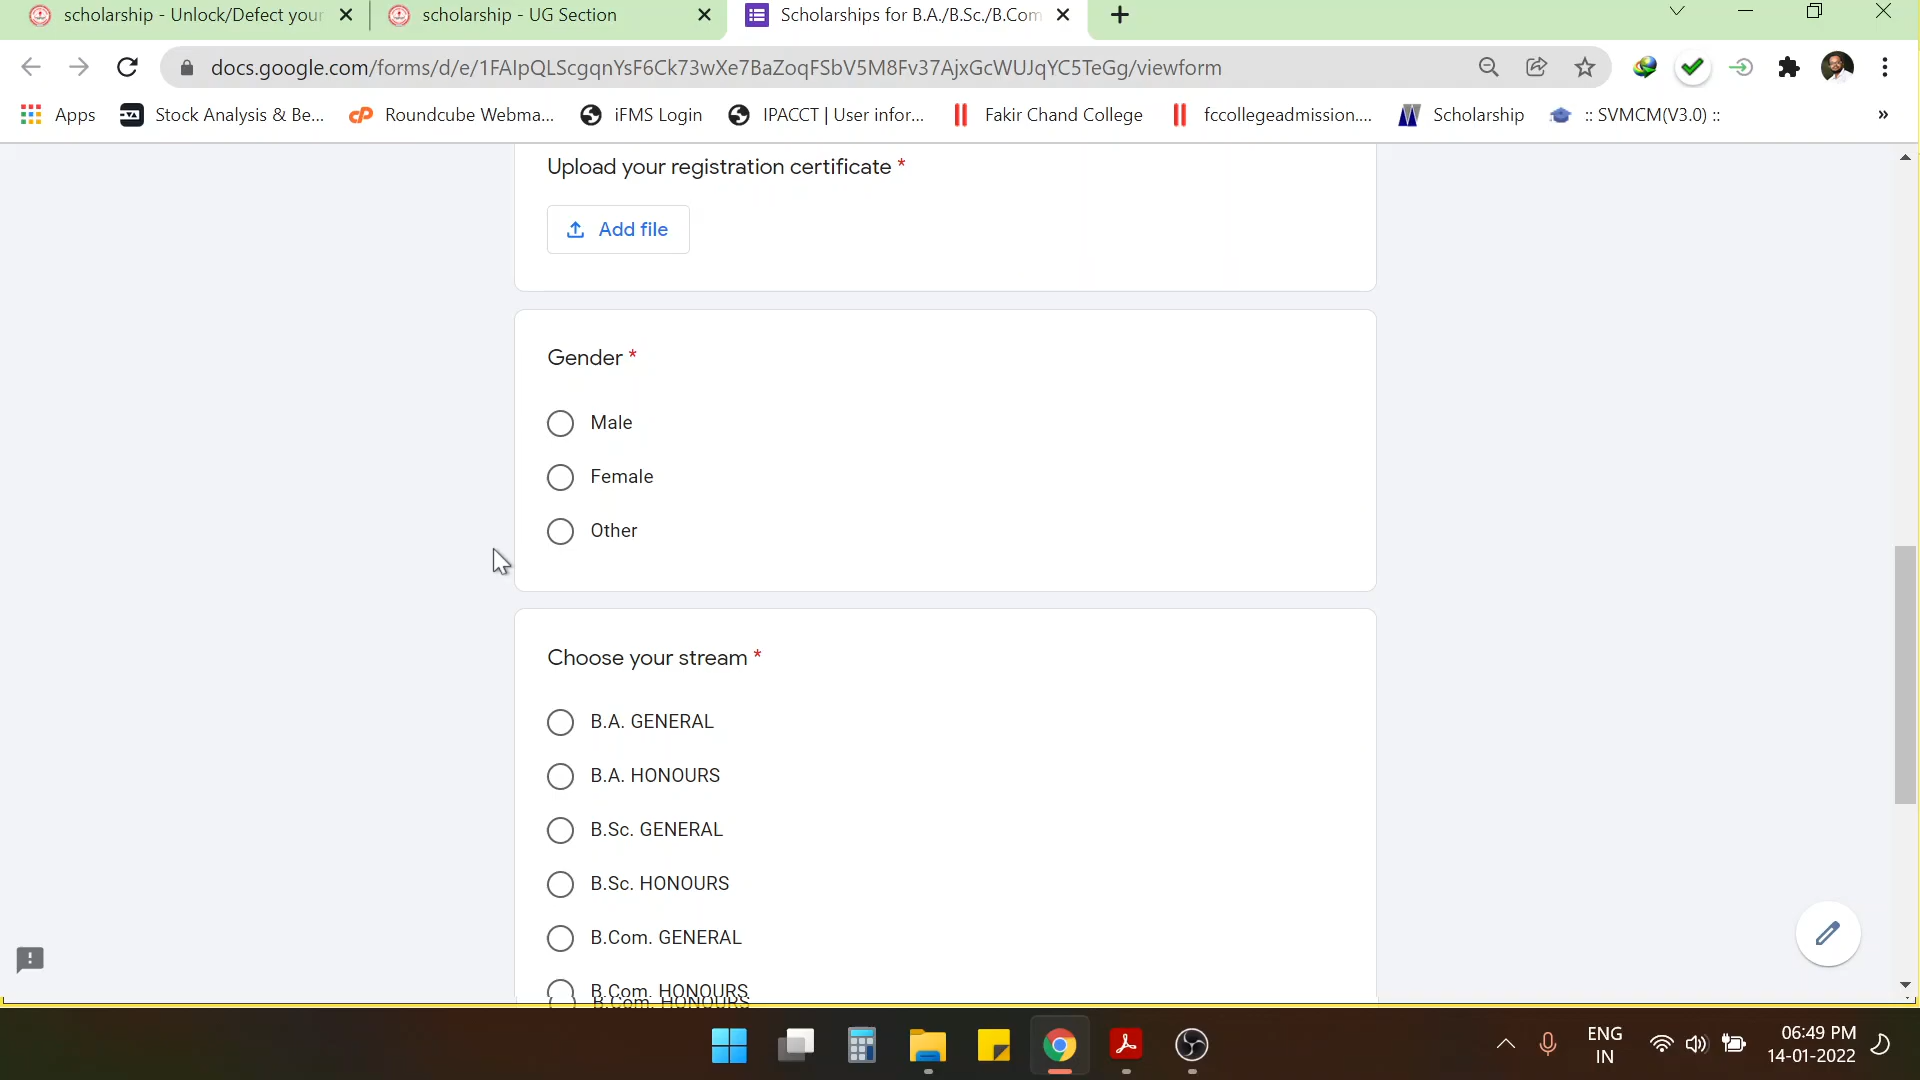 scholarship - Unlock/Defect your
scholarship - UG Section
Scholarships for B.A./B.Sc./B.Com
docs.google.com/forms/d/e/1FAIpQLScgqnYsF6Ck73wXe7BaZoqFSbV5M8Fv37AjxGcWUJqYC5TeGg/viewform
Apps
Stock Analysis & Be...
Roundcube Webma...
iFMS Login
IPACCT | User infor...
Fakir Chand College
fccollegeadmission....
Scholarship
:: SVMCM(V3.0) ::
»
Upload your registration certificate *
Add file
Gender *
Male
Female
Other
Choose your stream *
B.A. GENERAL
B.A. HONOURS
B.Sc. GENERAL
B.Sc. HONOURS
B.Com. GENERAL
B.Com. HONOURS
B.Com. HONOURS
ENG
IN
06:49 PM
14-01-2022